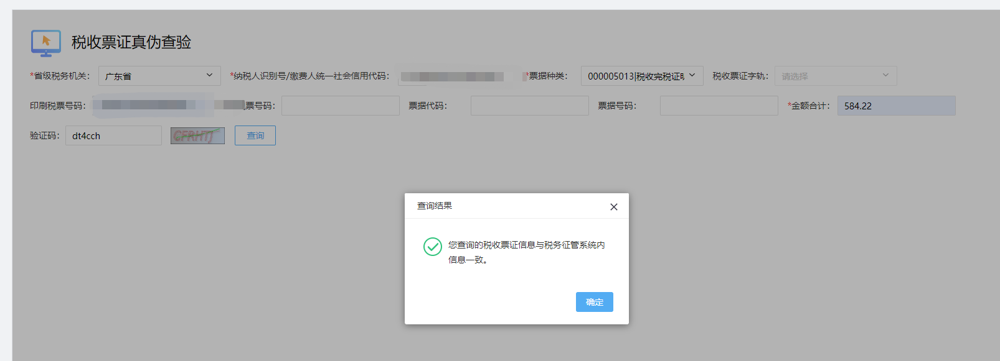 税收票证真伪查验
*省级税务机关： 广东省 *纳税人识别号/缴费人统一社会信用代码： *票据种类： 000005013|税收完税证明 税收票证字轨： 请选择
印刷税票号码： 票号码： 票据代码： 票据号码： *金额合计： 584.22
验证码： dt4cch CFRHTJ 查询
查询结果
您查询的税收票证信息与税务征管系统内
信息一致。
确定